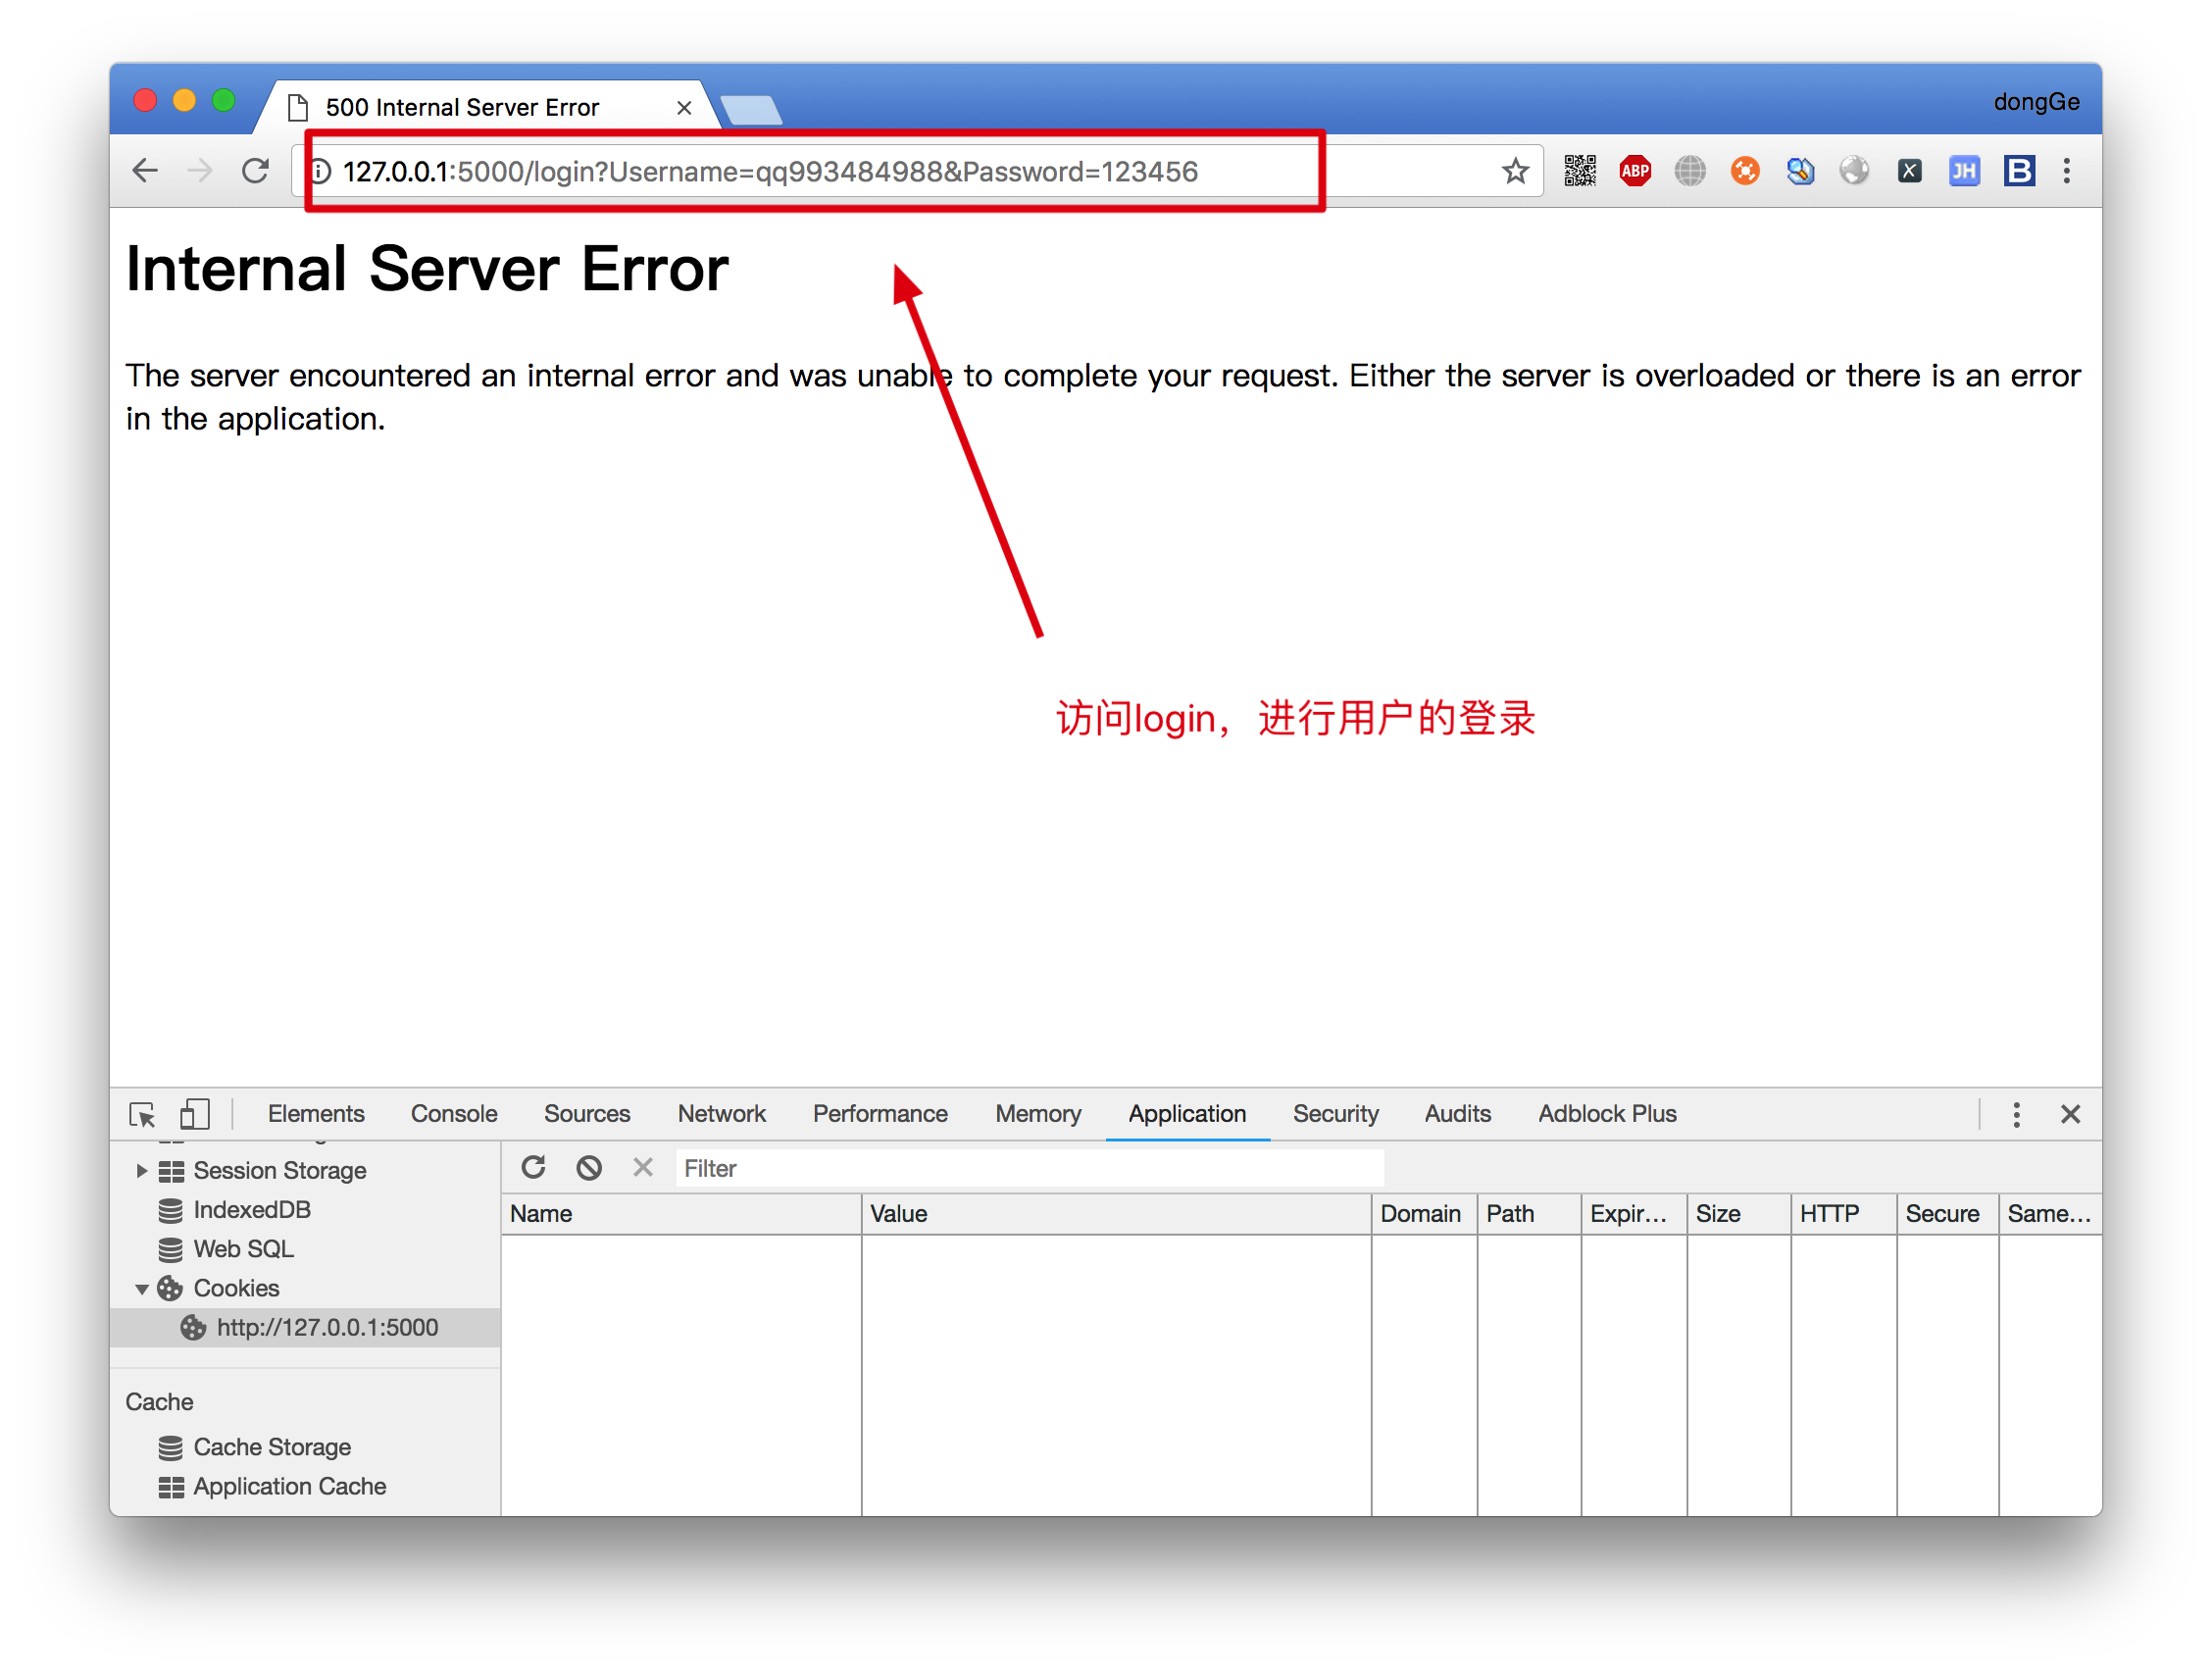 500 Internal Server Error
dongGe
127.0.0.1:5000/login?Username=qq993484988&Password=123456
ABP
X
JH
B
Internal Server Error
The server encountered an internal error and was unable to complete your request. Either the server is overloaded or there is an error
in the application.
访问login，进行用户的登录
Elements Console Sources Network Performance Memory Application Security Audits Adblock Plus
Session Storage
Filter
IndexedDB
Name Value Domain Path Expir... Size HTTP Secure Same...
Web SQL
Cookies
http://127.0.0.1:5000
Cache
Cache Storage
Application Cache